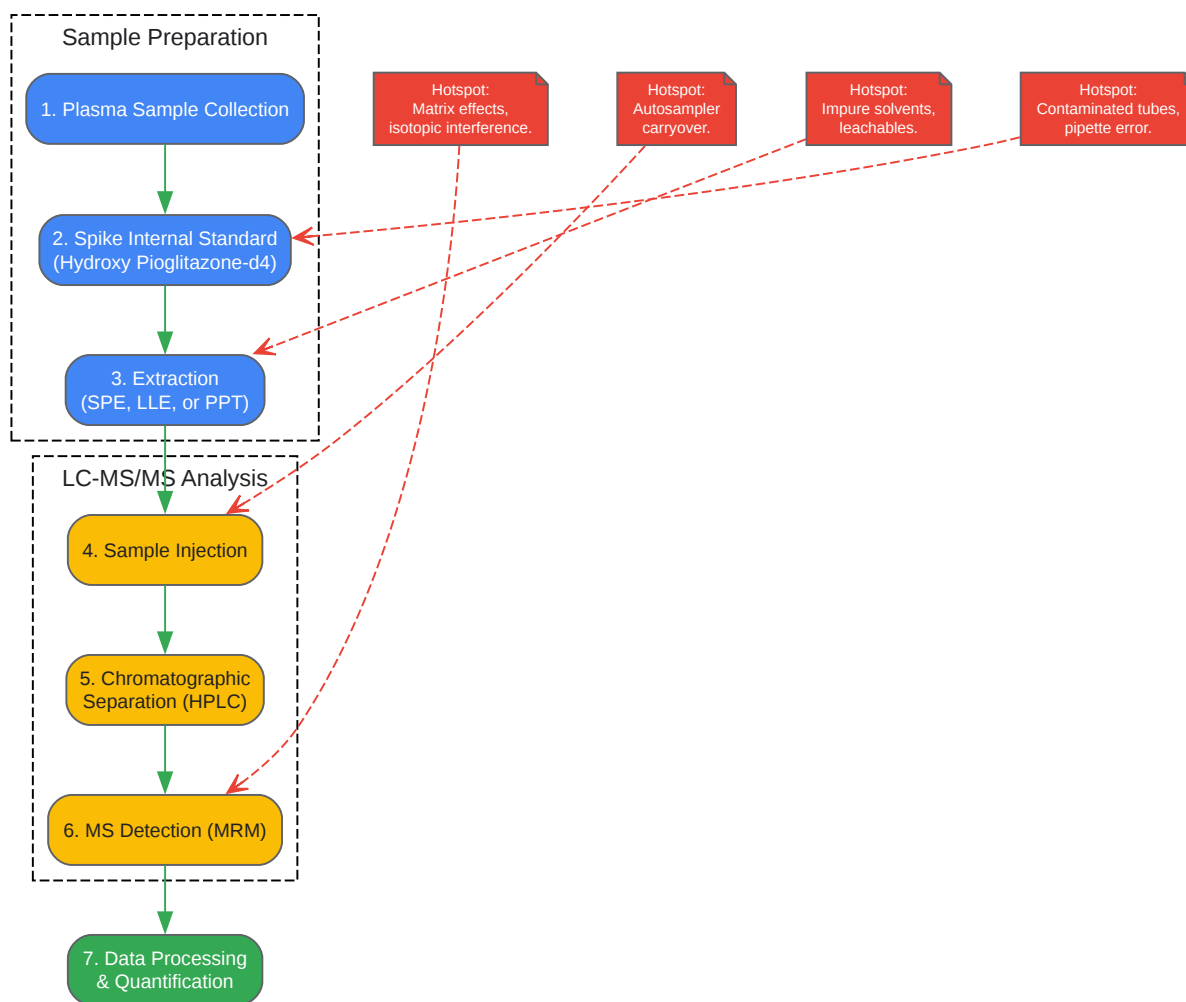 Sample Preparation
1. Plasma Sample Collection
Hotspot:
Matrix effects,
isotopic interference.
Hotspot:
Autosampler
carryover.
Hotspot:
Impure solvents,
leachables.
Hotspot:
Contaminated tubes,
pipette error.
2. Spike Internal Standard
(Hydroxy Pioglitazone-d4)
3. Extraction
(SPE, LLE, or PPT)
LC-MS/MS Analysis
4. Sample Injection
5. Chromatographic
Separation (HPLC)
6. MS Detection (MRM)
7. Data Processing
& Quantification